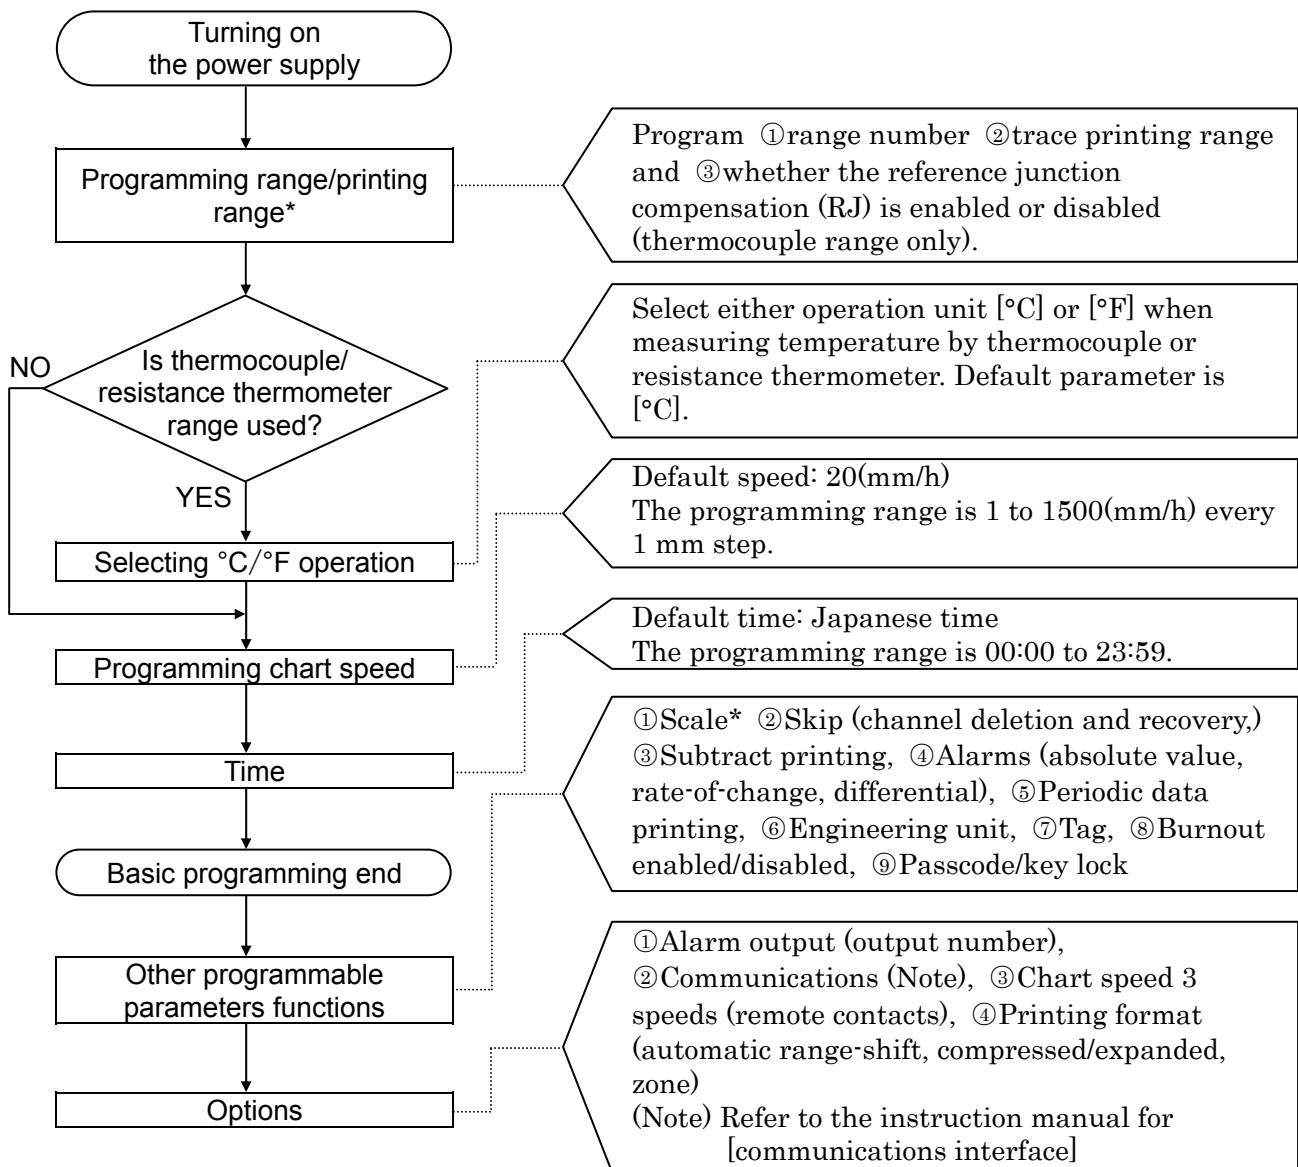 Turning on
the power supply
Programming range/printing
range*
Program ①range number ②trace printing range
and ③whether the reference junction
compensation (RJ) is enabled or disabled
(thermocouple range only).
Is thermocouple/
resistance thermometer
range used?
NO
YES
Select either operation unit [°C] or [°F] when
measuring temperature by thermocouple or
resistance thermometer. Default parameter is
[°C].
Selecting °C/°F operation
Default speed: 20(mm/h)
The programming range is 1 to 1500(mm/h) every
1 mm step.
Programming chart speed
Default time: Japanese time
The programming range is 00:00 to 23:59.
Time
Basic programming end
①Scale* ②Skip (channel deletion and recovery,)
③Subtract printing, ④Alarms (absolute value,
rate-of-change, differential), ⑤Periodic data
printing, ⑥Engineering unit, ⑦Tag, ⑧Burnout
enabled/disabled, ⑨Passcode/key lock
Other programmable
parameters functions
①Alarm output (output number),
②Communications (Note), ③Chart speed 3
speeds (remote contacts), ④Printing format
(automatic range-shift, compressed/expanded,
zone)
(Note) Refer to the instruction manual for
[communications interface]
Options